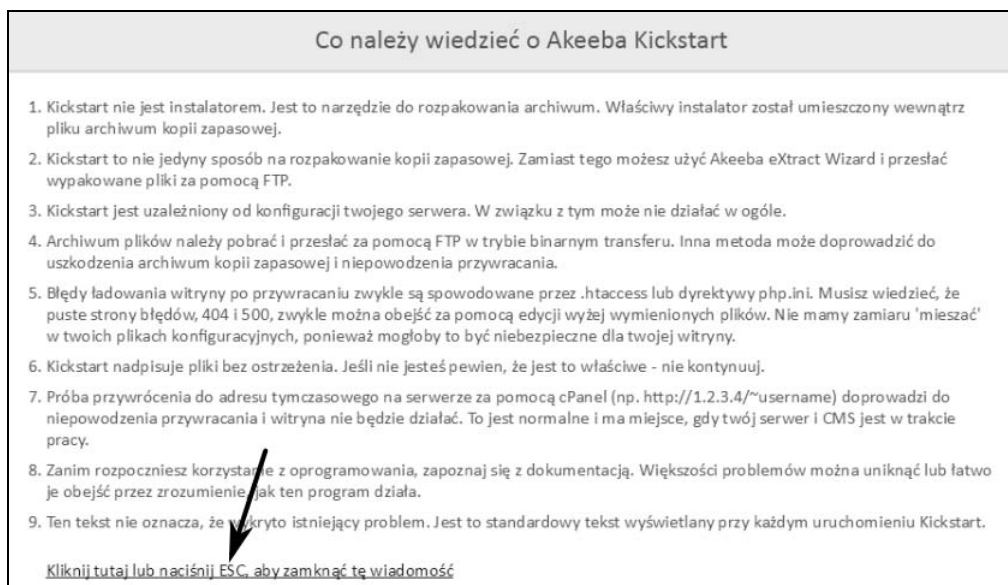 Co należy wiedzieć o Akeeba Kickstart
1. Kickstart nie jest instalatorem. Jest to narzędzie do rozpakowania archiwum. Właściwy instalator został umieszczony wewnątrz
pliku archiwum kopii zapasowej.
2. Kickstart to nie jedyny sposób na rozpakowanie kopii zapasowej. Zamiast tego możesz użyć Akeeba eXtract Wizard i przesłać
wypakowane pliki za pomocą FTP.
3. Kickstart jest uzależniony od konfiguracji twojego serwera. W związku z tym może nie działać w ogóle.
4. Archiwum plików należy pobrać i przesłać za pomocą FTP w trybie binarnym transferu. Inna metoda może doprowadzić do
uszkodzenia archiwum kopii zapasowej i niepowodzenia przywracania.
5. Błędy ładowania witryny po przywracaniu zwykle są spowodowane przez .htaccess lub dyrektywy php.ini. Musisz wiedzieć, że
puste strony błędów, 404 i 500, zwykle można obejść za pomocą edycji wyżej wymienionych plików. Nie mamy zamiaru 'mieszać'
w twoich plikach konfiguracyjnych, ponieważ mogłoby to być niebezpieczne dla twojej witryny.
6. Kickstart nadpisuje pliki bez ostrzeżenia. Jeśli nie jesteś pewien, że jest to właściwe - nie kontynuuj.
7. Próba przywrócenia do adresu tymczasowego na serwerze za pomocą cPanel (np. http://1.2.3.4/~username) doprowadzi do
niepowodzenia przywracania i witryna nie będzie działać. To jest normalne i ma miejsce, gdy twój serwer i CMS jest w trakcie
pracy.
8. Zanim rozpoczniesz korzystanie z oprogramowania, zapoznaj się z dokumentacją. Większości problemów można uniknąć lub łatwo
je obejść przez zrozumienie, jak ten program działa.
9. Ten tekst nie oznacza, że wykryto istniejący problem. Jest to standardowy tekst wyświetlany przy każdym uruchomieniu Kickstart.
Kliknij tutaj lub naciśnij ESC, aby zamknąć tę wiadomość